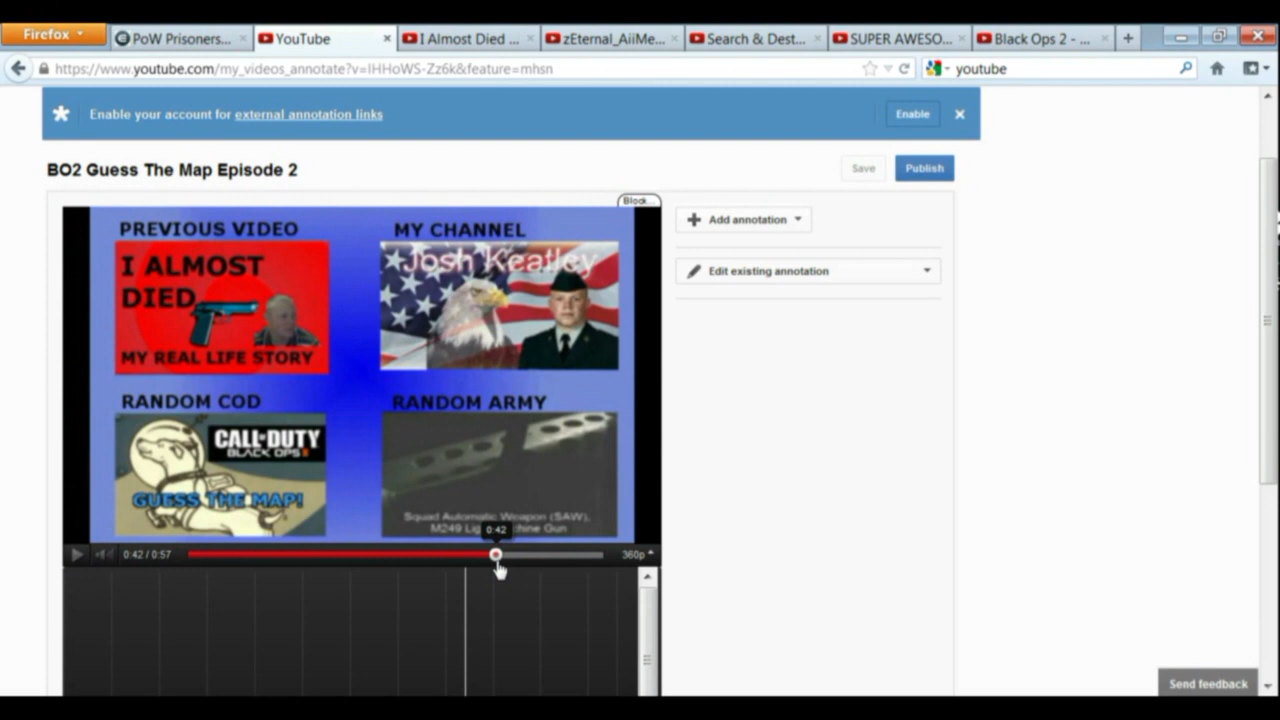 Firefox
PoW Prisoners...
YouTube
I Almost Died ...
zEternal_AiiMe...
Search & Dest...
SUPER AWESO...
Black Ops 2 - ...
https://www.youtube.com/my_videos_annotate?v=IHHoWS-Zz6k&feature=mhsn
youtube
Enable your account for external annotation links
Enable
BO2 Guess The Map Episode 2
Save
Publish
Block...
Add annotation
Edit existing annotation
PREVIOUS VIDEO
MY CHANNEL
I ALMOST
DIED
MY REAL LIFE STORY
Josh Keatley
RANDOM COD
RANDOM ARMY
CALL OF DUTY
BLACK OPS II
GUESS THE MAP!
Squad Automatic Weapon (SAW),
M249 Lig chine Gun
0:42
0:42 / 0:57
360p
Send feedback